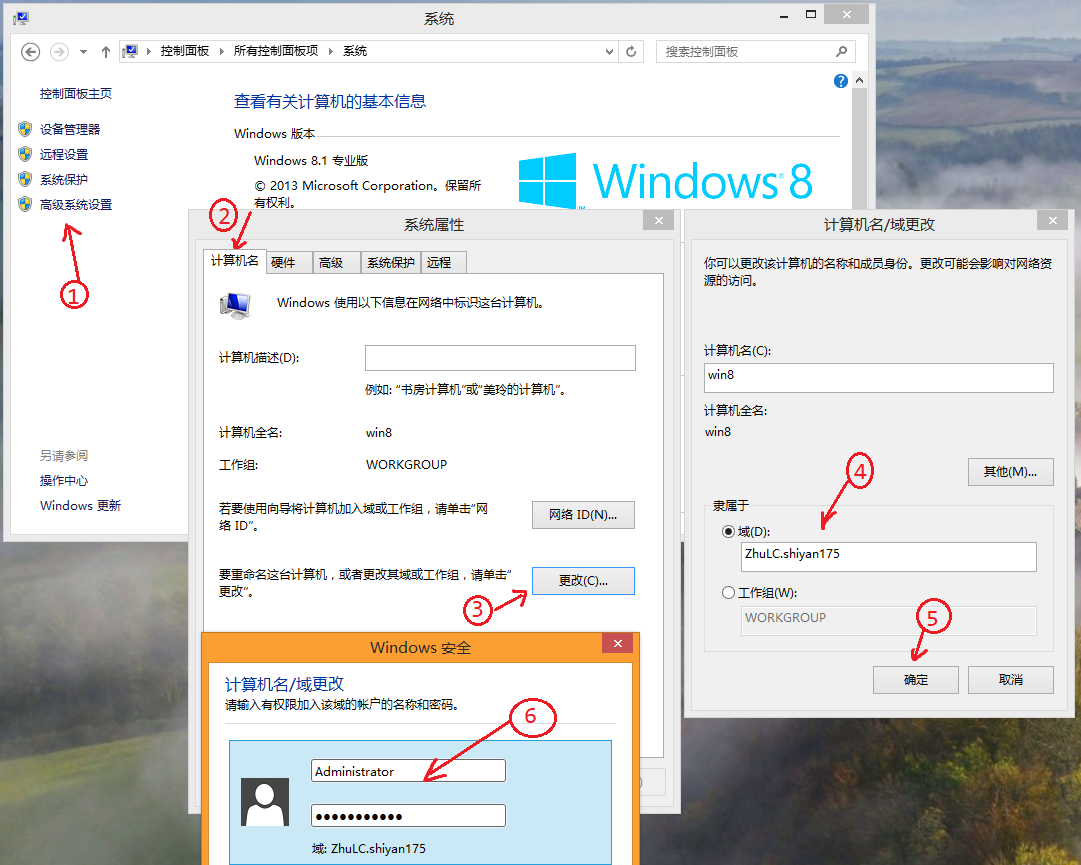 系统
控制面板 ▸ 所有控制面板项 ▸ 系统
搜索控制面板
控制面板主页
设备管理器
远程设置
系统保护
高级系统设置
①
另请参阅
操作中心
Windows 更新
查看有关计算机的基本信息
Windows 版本
Windows 8.1 专业版
© 2013 Microsoft Corporation。保留所
有权利。
Windows 8
②
系统属性
计算机名 硬件 高级 系统保护 远程
Windows 使用以下信息在网络中标识这台计算机。
计算机描述(D):
例如: "书房计算机"或"美玲的计算机"。
计算机全名: win8
工作组: WORKGROUP
若要使用向导将计算机加入域或工作组，请单击"网
络 ID"。
网络 ID(N)...
要重命名这台计算机，或者更改其域或工作组，请单击"
更改"。
更改(C)...
③
计算机名/域更改
你可以更改该计算机的名称和成员身份。更改可能会影响对网络资
源的访问。
计算机名(C):
win8
计算机全名:
win8
其他(M)...
④
隶属于
域(D):
ZhuLC.shiyan175
工作组(W):
WORKGROUP
⑤
确定 取消
Windows 安全
计算机名/域更改
请输入有权限加入该域的帐户的名称和密码。
⑥
Administrator
●●●●●●●●●●●
域: ZhuLC.shiyan175